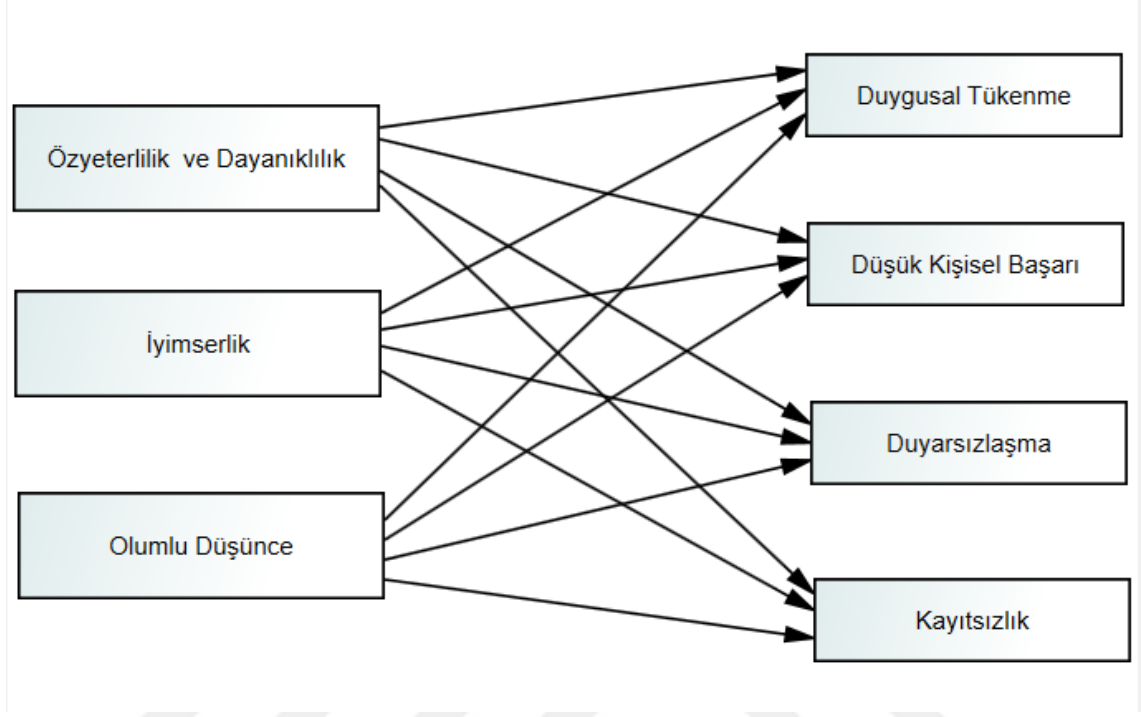 Özyeterlilik ve Dayanıklılık
İyimserlik
Olumlu Düşünce
Duygusal Tükenme
Düşük Kişisel Başarı
Duyarsızlaşma
Kayıtsızlık